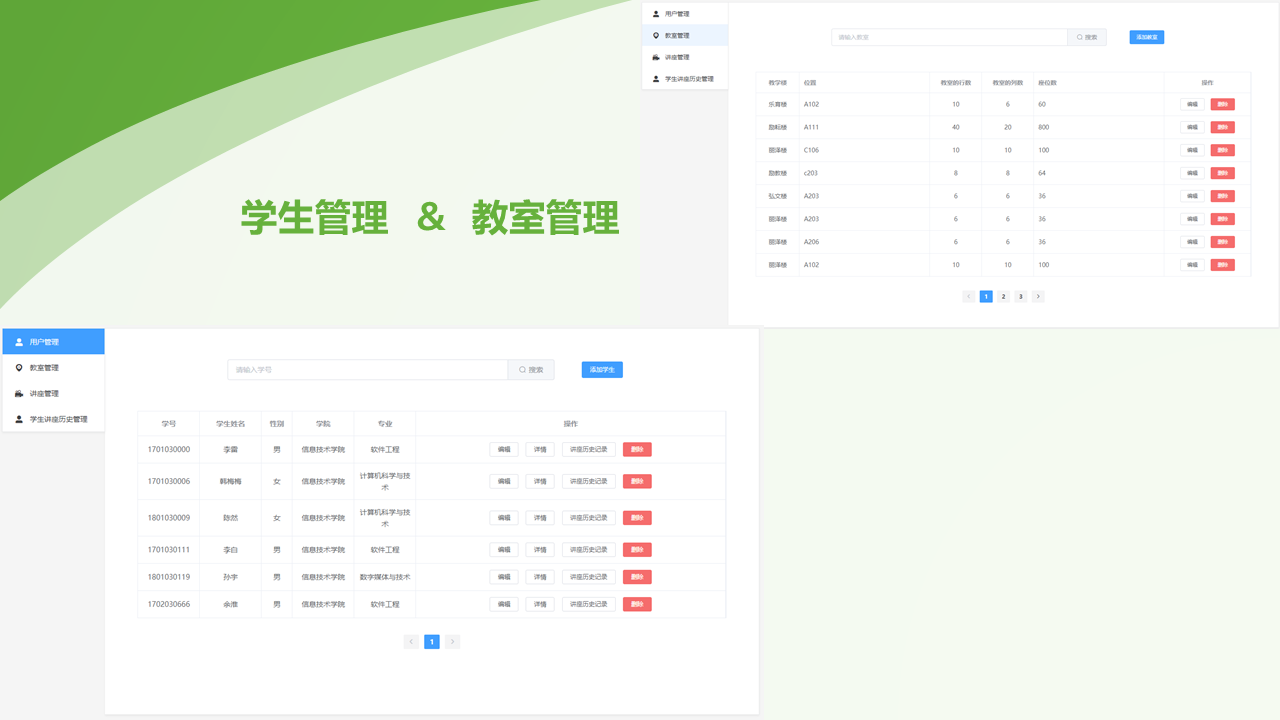 学生管理 & 教室管理
用户管理
教室管理
讲座管理
学生讲座历史管理
请输入教室 搜索 添加教室
教学楼 位置 教室的行数 教室的列数 座位数 操作
乐育楼 A102 10 6 60 编辑 删除
励耘楼 A111 40 20 800 编辑 删除
丽泽楼 C106 10 10 100 编辑 删除
励教楼 c203 8 8 64 编辑 删除
弘文楼 A203 6 6 36 编辑 删除
丽泽楼 A203 6 6 36 编辑 删除
丽泽楼 A206 6 6 36 编辑 删除
丽泽楼 A102 10 10 100 编辑 删除
1 2 3
用户管理
教室管理
讲座管理
学生讲座历史管理
请输入学号 搜索 添加学生
学号 学生姓名 性别 学院 专业 操作
1701030000 李雷 男 信息技术学院 软件工程 编辑 详情 讲座历史记录 删除
1701030006 韩梅梅 女 信息技术学院 计算机科学与技术 编辑 详情 讲座历史记录 删除
1801030009 陈然 女 信息技术学院 计算机科学与技术 编辑 详情 讲座历史记录 删除
1701030111 李白 男 信息技术学院 软件工程 编辑 详情 讲座历史记录 删除
1801030119 孙宇 男 信息技术学院 数字媒体与技术 编辑 详情 讲座历史记录 删除
1702030666 余淮 男 信息技术学院 软件工程 编辑 详情 讲座历史记录 删除
1